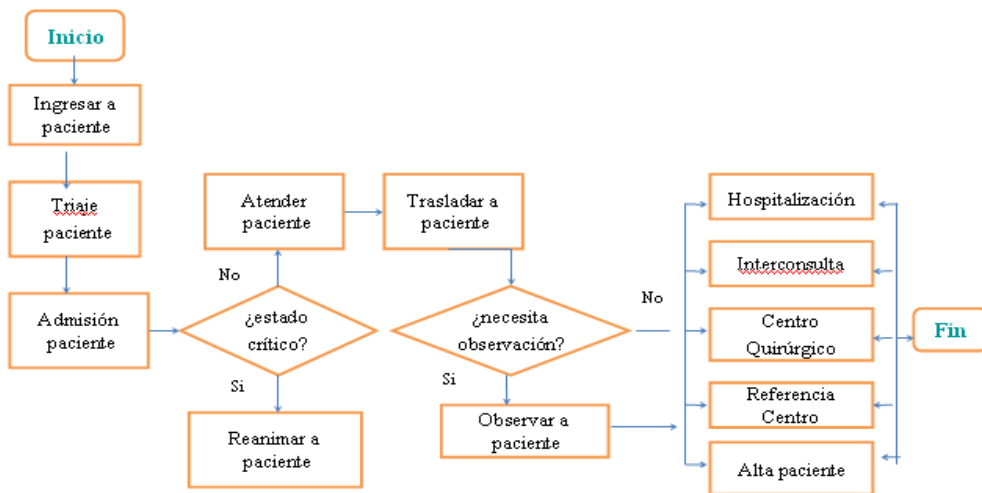 Inicio
Ingresar a
paciente
Triaje
paciente
Admisión
paciente
¿estado
crítico?
No
Si
Atender
paciente
Reanimar a
paciente
Trasladar a
paciente
¿necesita
observación?
No
Si
Observar a
paciente
Hospitalización
Interconsulta
Centro
Quirúrgico
Referencia
Centro
Alta paciente
Fin